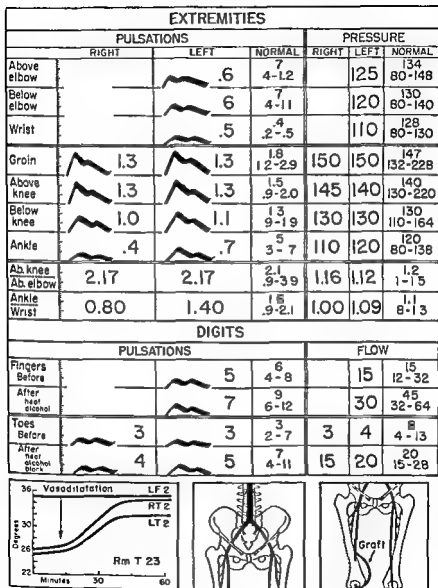 EXTREMITIES
PULSATIONS PRESSURE
RIGHT LEFT NORMAL RIGHT LEFT NORMAL
Above elbow .6 7 4-1.2 125 134 80-148
Below elbow 6 7 4-11 120 130 80-140
Wrist .5 .4 .2-.5 110 128 80-130
Groin 1.3 1.3 1.8 1 2-2.9 150 150 147 132-228
Above knee 1.3 1.3 1.5 .9-2.0 145 140 140 130-220
Below knee 1.0 1.1 1 3 9-1 9 130 130 130 110-164
Ankle .4 .7 5 3-7 110 120 120 80-138
Ab. knee Ab. elbow 2.17 2.17 2.1 .9-3.9 1.16 1.12 1.2 1-1 5
Ankle Wrist 0.80 1.40 1 6 .9-2.1 1.00 1.09 1.1 8-1 3
DIGITS
PULSATIONS FLOW
Fingers Before 5 6 4-8 15 15 12-32
After heat alcohol 7 9 6-12 30 45 32-64
Toes Before 3 3 3 2-7 3 4 8 4-13
After heat alcohol block 4 5 7 4-11 15 20 20 15-28
36 Vasodilatation LF 2
RT 2
LT 2
Degrees
26
22 Rm T 23
30 60
Minutes
Graft